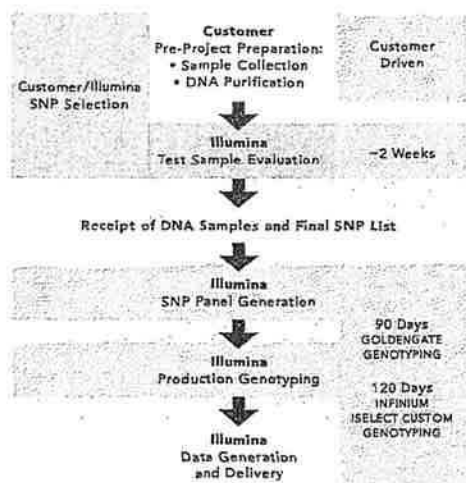 Customer
Pre-Project Preparation:
• Sample Collection
• DNA Purification
Customer
Driven
Customer/Illumina
SNP Selection
Illumina
Test Sample Evaluation
~2 Weeks
Receipt of DNA Samples and Final SNP List
Illumina
SNP Panel Generation
Illumina
Production Genotyping
90 Days
GOLDENGATE
GENOTYPING
120 Days
INFINIUM
ISELECT CUSTOM
GENOTYPING
Illumina
Data Generation
and Delivery